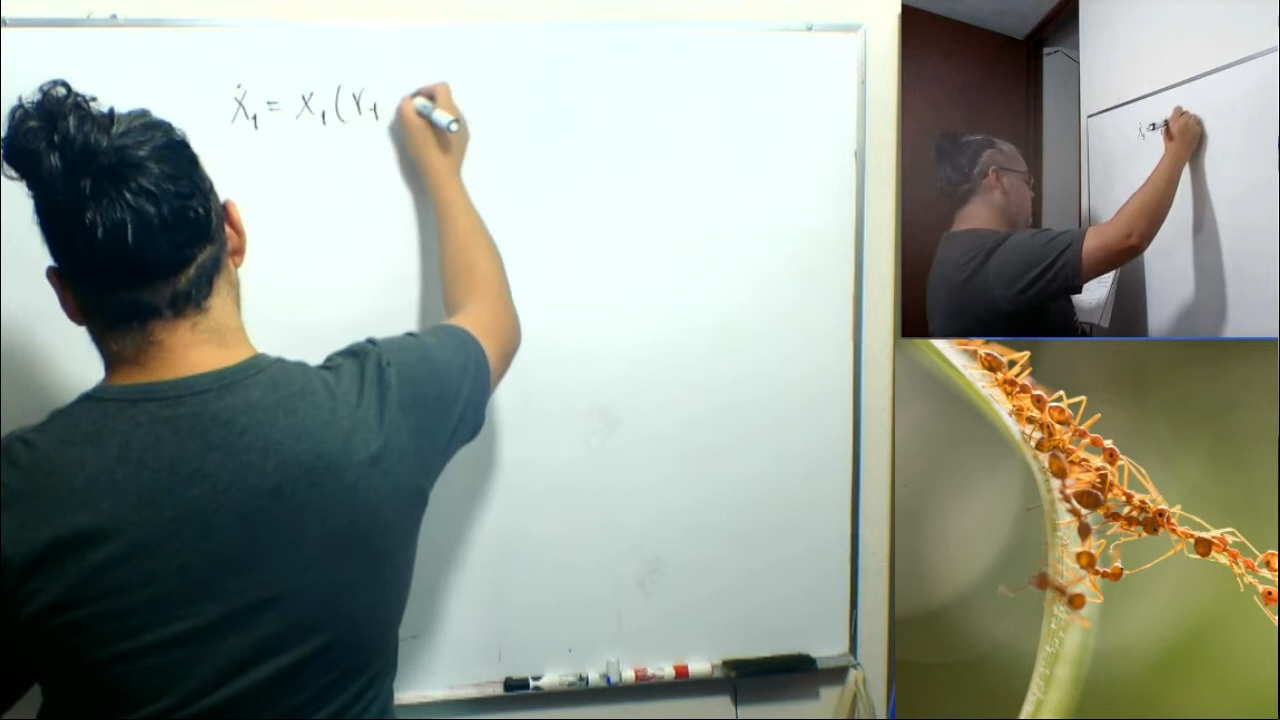 ẋ₁ = x₁(r₁